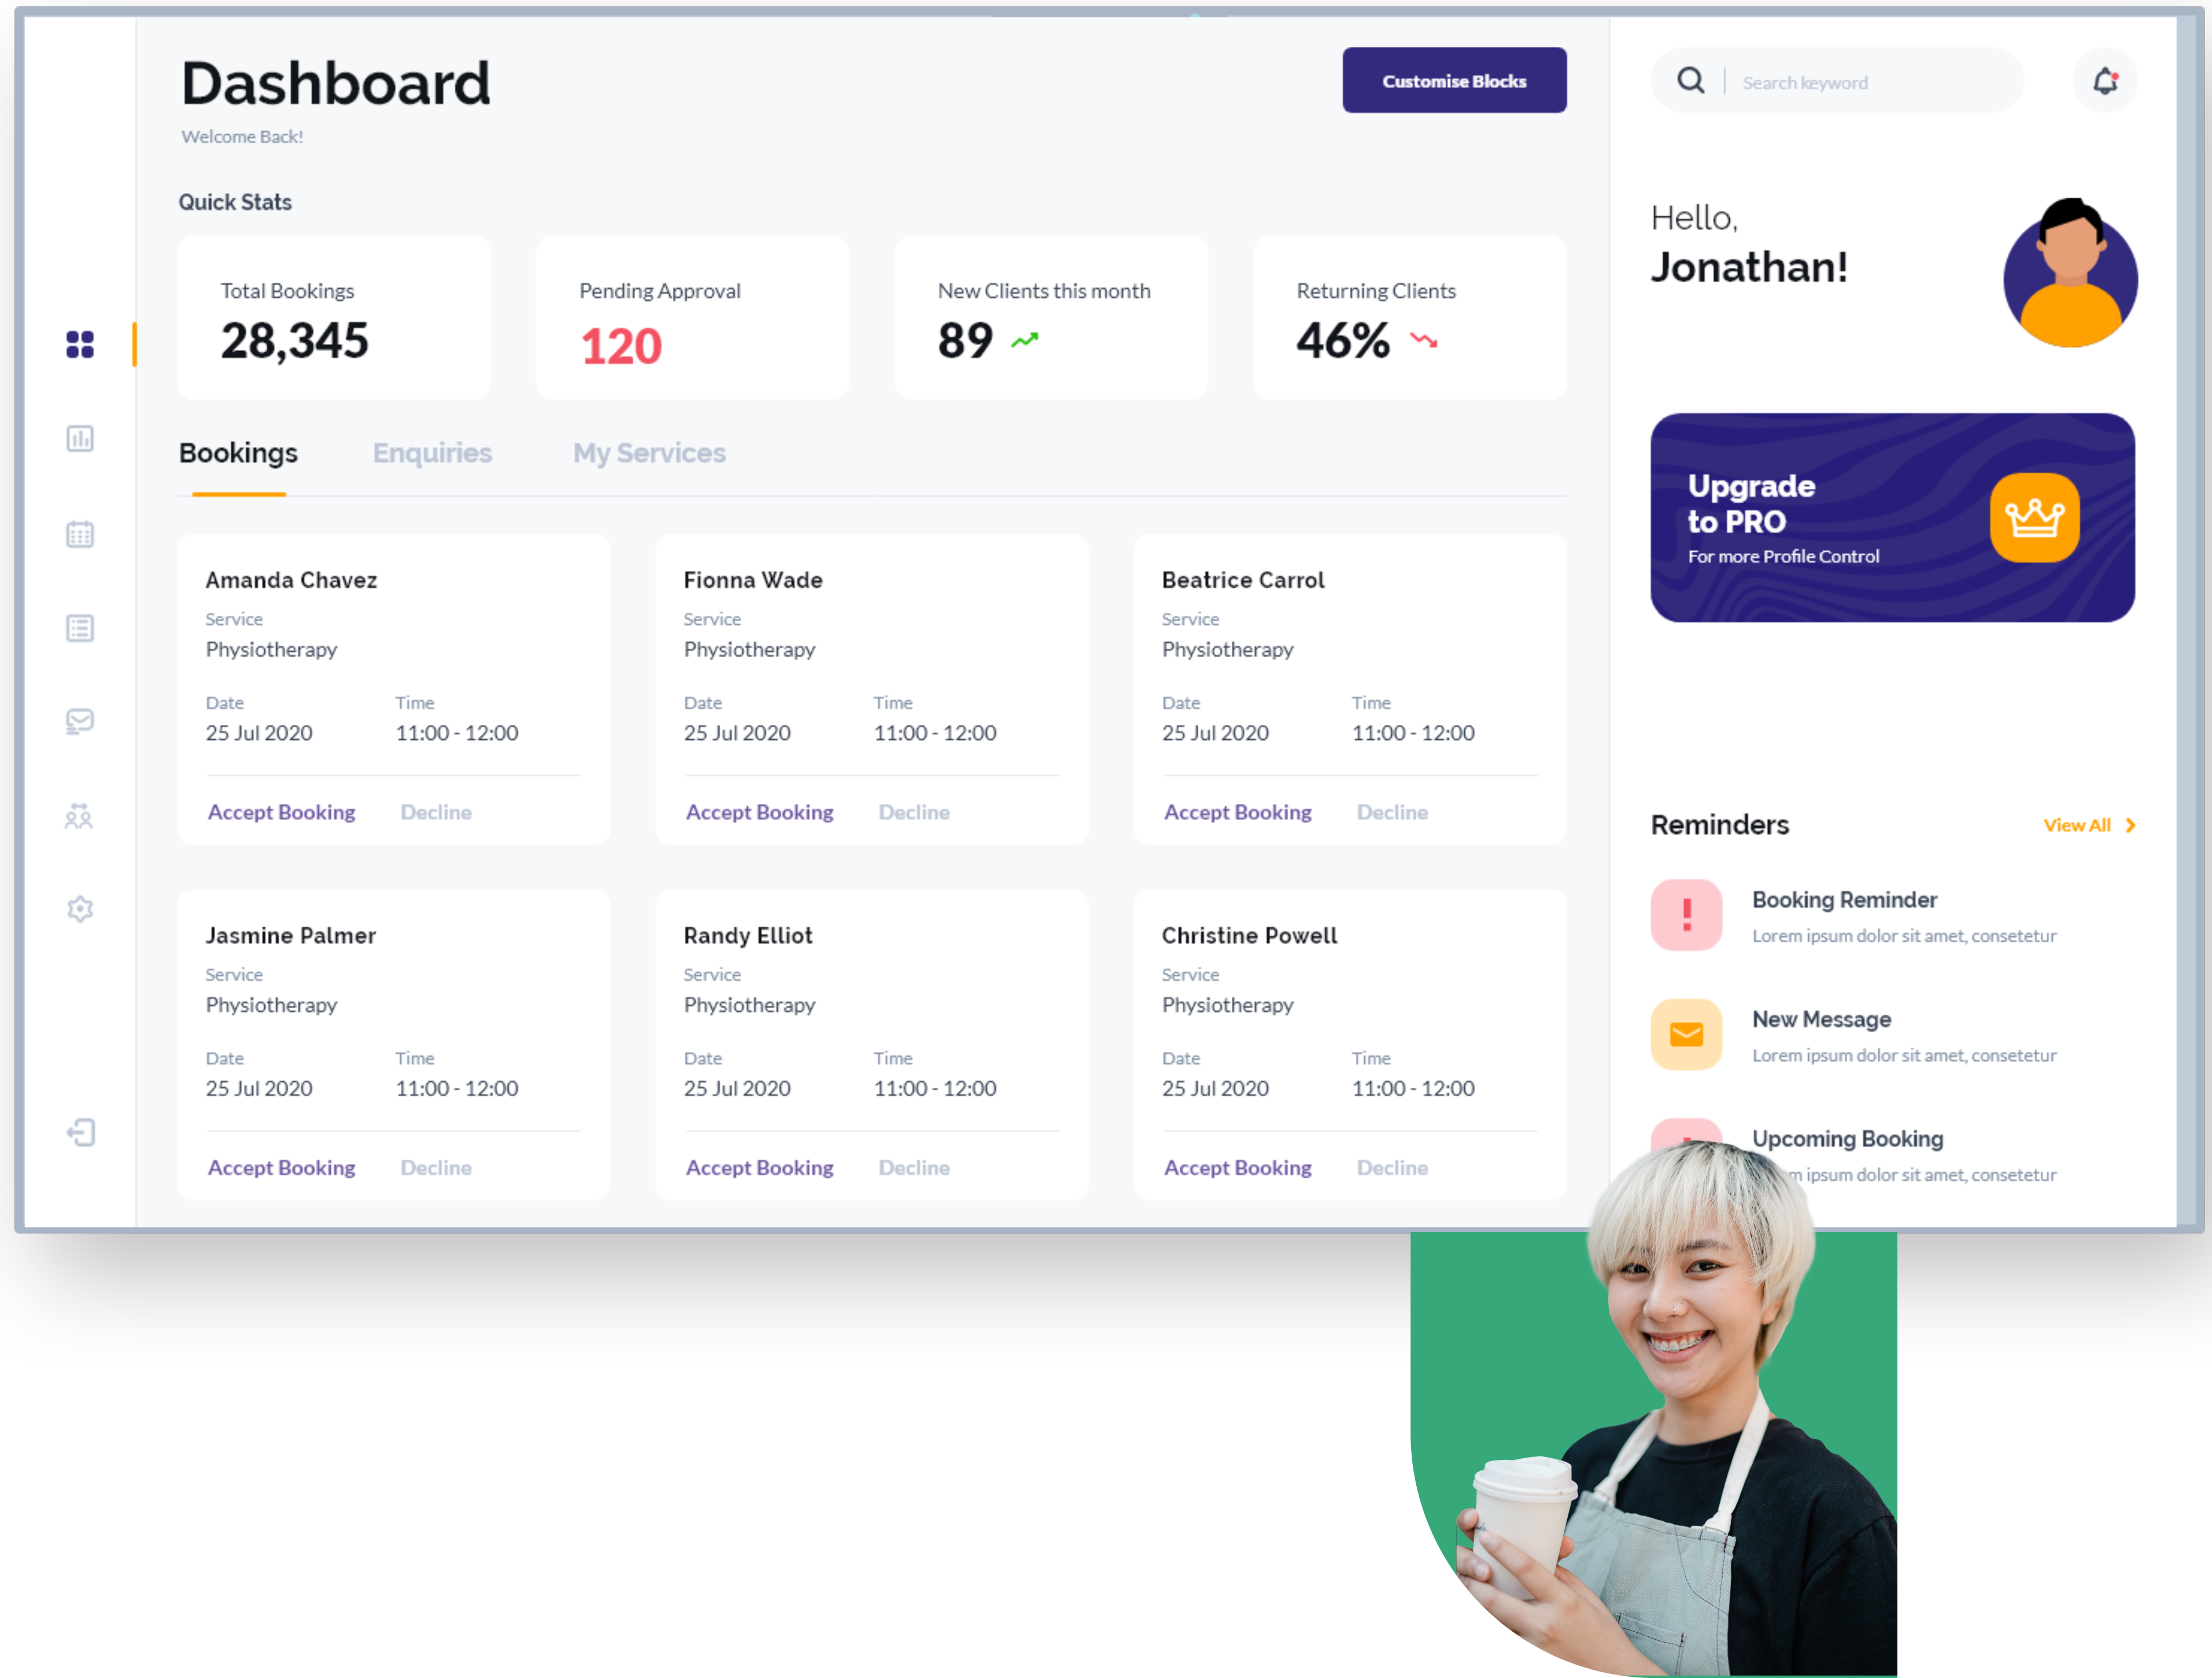 Dashboard
Welcome Back!
Customise Blocks
Quick Stats
Total Bookings
28,345
Pending Approval
120
New Clients this month
89
Returning Clients
46%
Bookings
Enquiries
My Services
Amanda Chavez
Service
Physiotherapy
Date Time
25 Jul 2020 11:00 - 12:00
Accept Booking Decline
Fionna Wade
Service
Physiotherapy
Date Time
25 Jul 2020 11:00 - 12:00
Accept Booking Decline
Beatrice Carrol
Service
Physiotherapy
Date Time
25 Jul 2020 11:00 - 12:00
Accept Booking Decline
Jasmine Palmer
Service
Physiotherapy
Date Time
25 Jul 2020 11:00 - 12:00
Accept Booking Decline
Randy Elliot
Service
Physiotherapy
Date Time
25 Jul 2020 11:00 - 12:00
Accept Booking Decline
Christine Powell
Service
Physiotherapy
Date Time
25 Jul 2020 11:00 - 12:00
Accept Booking Decline
Search keyword
Hello,
Jonathan!
Upgrade
to PRO
For more Profile Control
Reminders
View All
Booking Reminder
Lorem ipsum dolor sit amet, consetetur
New Message
Lorem ipsum dolor sit amet, consetetur
Upcoming Booking
ipsum dolor sit amet, consetetur